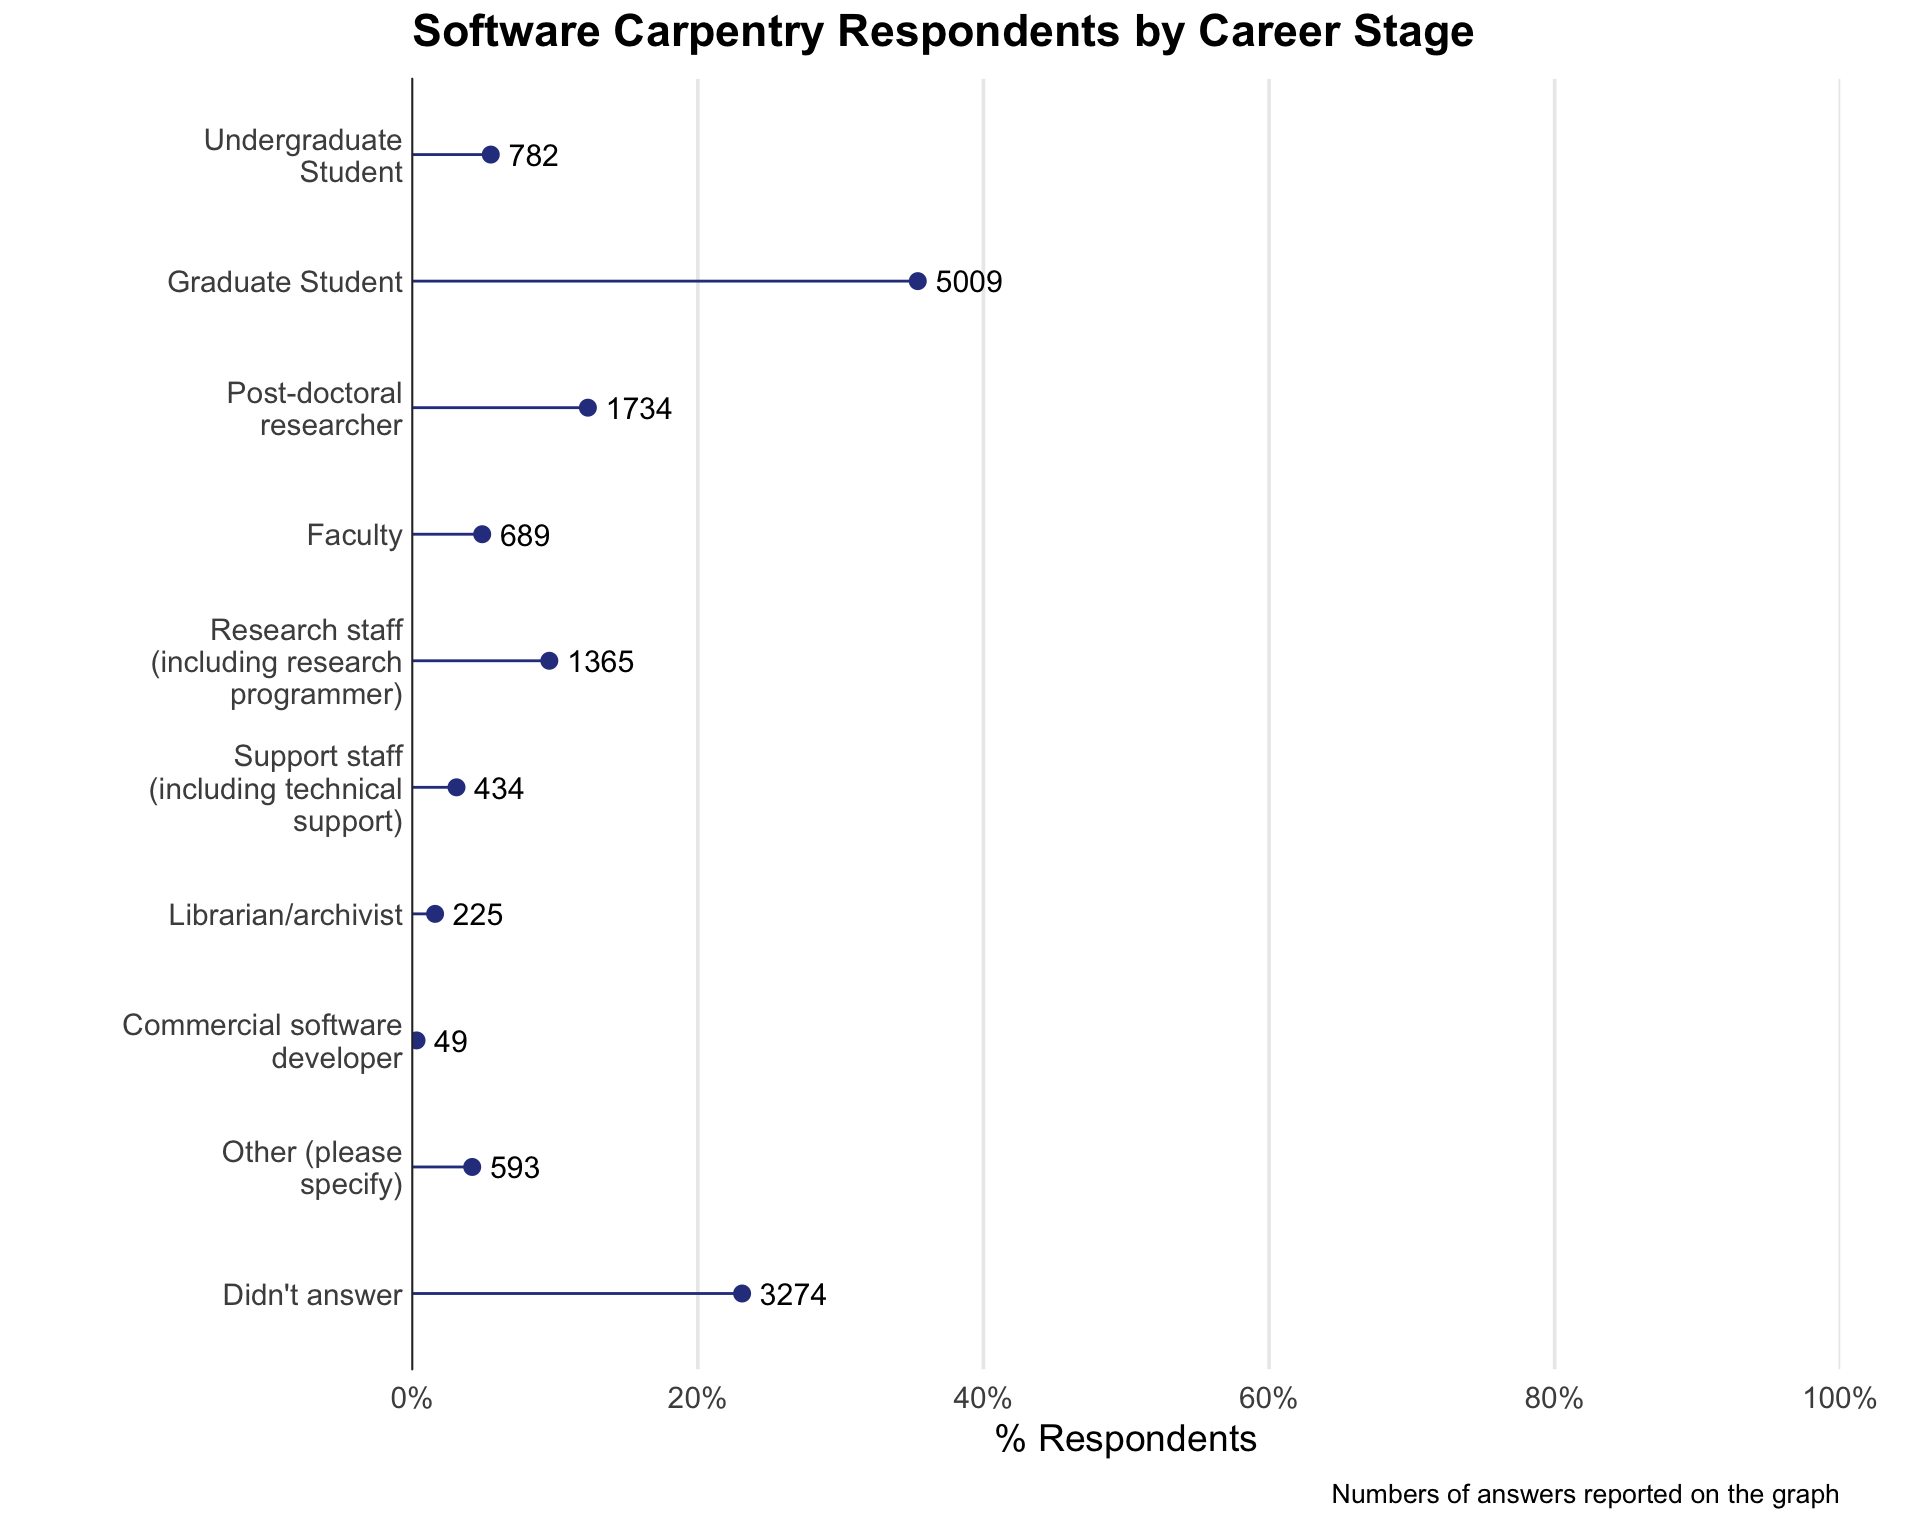 Software Carpentry Respondents by Career Stage
Undergraduate
Student
782
Graduate Student
5009
Post-doctoral
researcher
1734
Faculty
689
Research staff
(including research
programmer)
1365
Support staff
(including technical
support)
434
Librarian/archivist
225
Commercial software
developer
49
Other (please
specify)
593
Didn't answer
3274
0% 20% 40% 60% 80% 100%
% Respondents
Numbers of answers reported on the graph